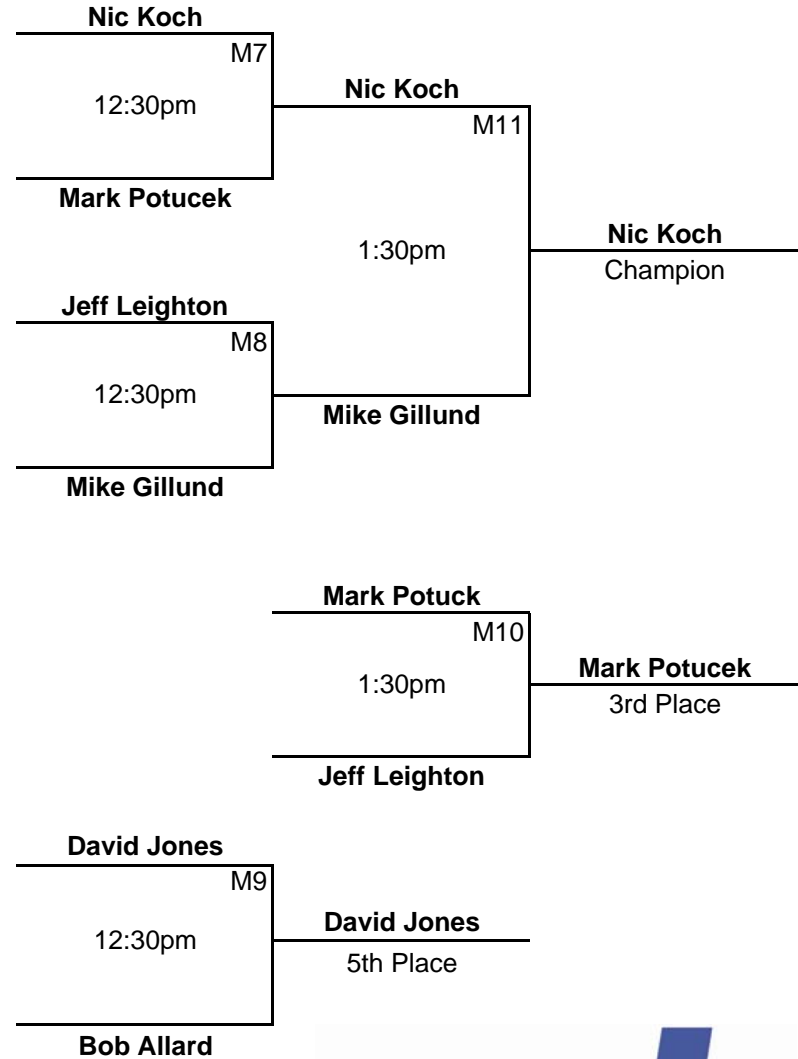 Nic Koch
M7
12:30pm
Nic Koch
M11
Mark Potucek
1:30pm
Nic Koch
Champion
Jeff Leighton
M8
12:30pm
Mike Gillund
Mike Gillund
Mark Potuck
M10
1:30pm
Mark Potucek
3rd Place
Jeff Leighton
David Jones
M9
12:30pm
David Jones
5th Place
Bob Allard